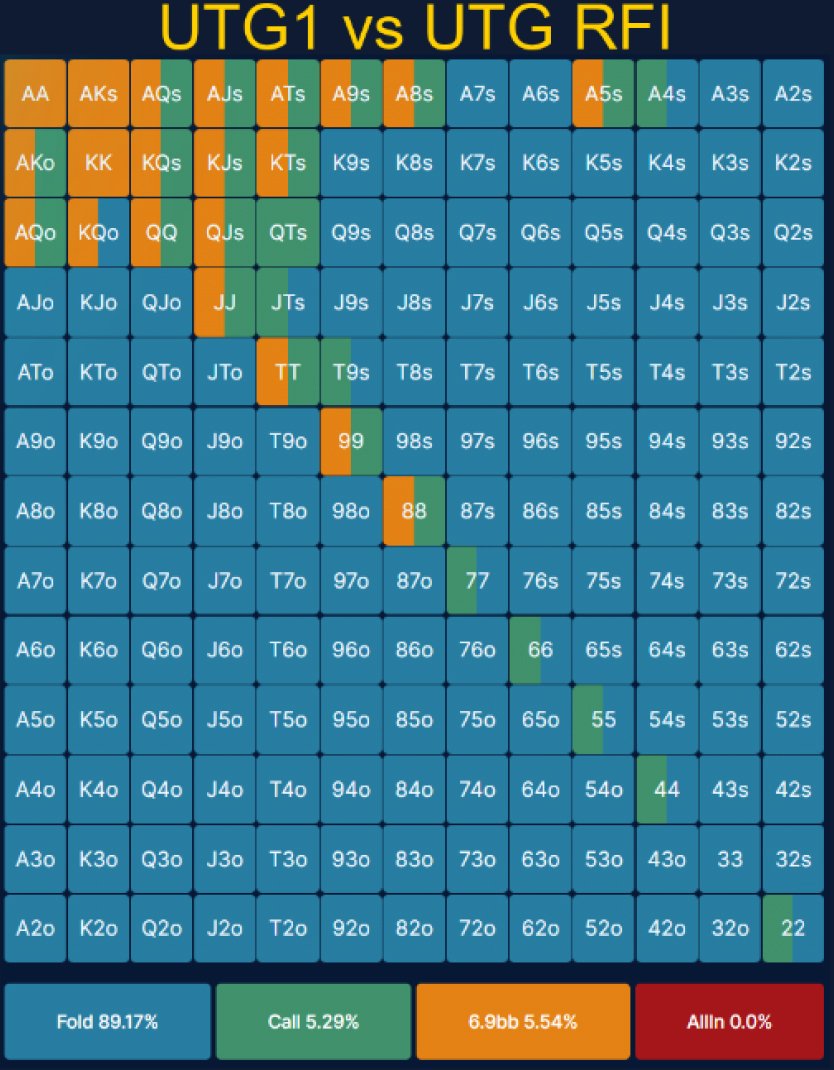 UTG1 vs UTG RFI
AA AKs AQs AJs ATs A9s A8s A7s A6s A5s A4s A3s A2s
AKo KK KQs KJs KTs K9s K8s K7s K6s K5s K4s K3s K2s
AQo KQo QQ QJs QTs Q9s Q8s Q7s Q6s Q5s Q4s Q3s Q2s
AJo KJo QJo JJ JTs J9s J8s J7s J6s J5s J4s J3s J2s
ATo KTo QTo JTo TT T9s T8s T7s T6s T5s T4s T3s T2s
A9o K9o Q9o J9o T9o 99 98s 97s 96s 95s 94s 93s 92s
A8o K8o Q8o J8o T8o 98o 88 87s 86s 85s 84s 83s 82s
A7o K7o Q7o J7o T7o 97o 87o 77 76s 75s 74s 73s 72s
A6o K6o Q6o J6o T6o 96o 86o 76o 66 65s 64s 63s 62s
A5o K5o Q5o J5o T5o 95o 85o 75o 65o 55 54s 53s 52s
A4o K4o Q4o J4o T4o 94o 84o 74o 64o 54o 44 43s 42s
A3o K3o Q3o J3o T3o 93o 83o 73o 63o 53o 43o 33 32s
A2o K2o Q2o J2o T2o 92o 82o 72o 62o 52o 42o 32o 22
Fold 89.17% Call 5.29% 6.9bb 5.54% AllIn 0.0%